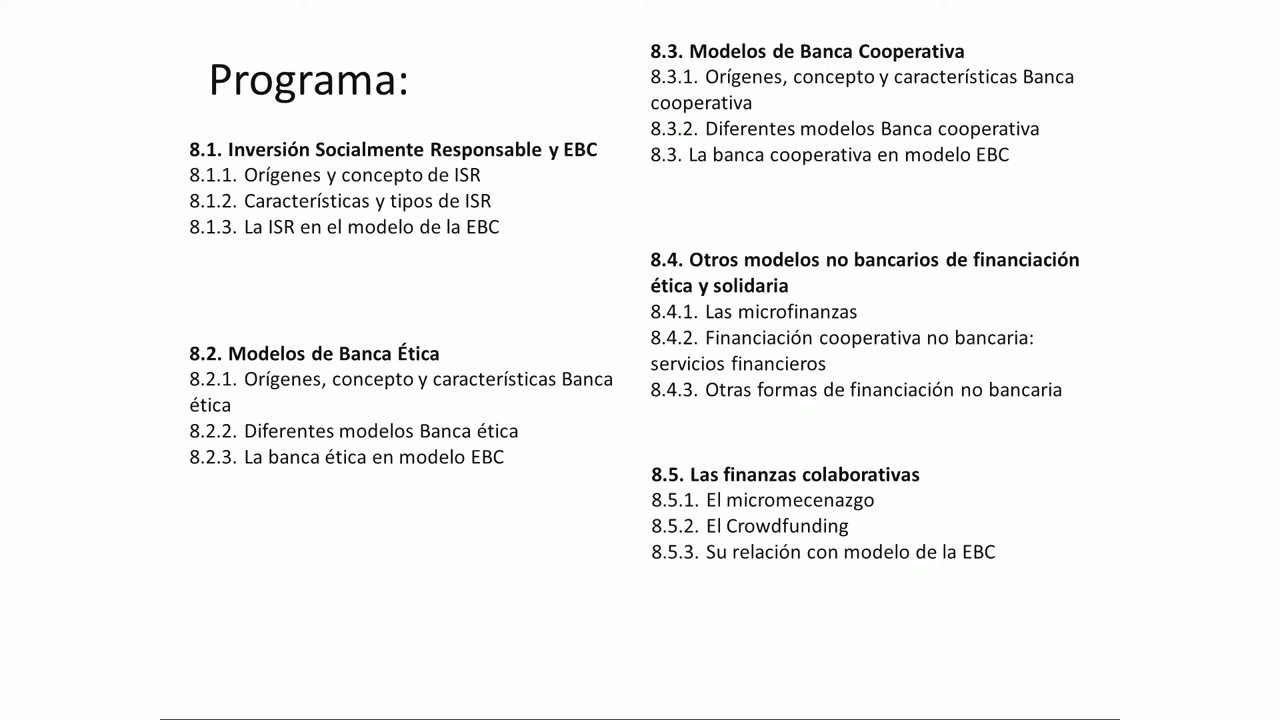 Programa:
8.1. Inversión Socialmente Responsable y EBC
8.1.1. Orígenes y concepto de ISR
8.1.2. Características y tipos de ISR
8.1.3. La ISR en el modelo de la EBC
8.2. Modelos de Banca Ética
8.2.1. Orígenes, concepto y características Banca
ética
8.2.2. Diferentes modelos Banca ética
8.2.3. La banca ética en modelo EBC
8.3. Modelos de Banca Cooperativa
8.3.1. Orígenes, concepto y características Banca
cooperativa
8.3.2. Diferentes modelos Banca cooperativa
8.3. La banca cooperativa en modelo EBC
8.4. Otros modelos no bancarios de financiación
ética y solidaria
8.4.1. Las microfinanzas
8.4.2. Financiación cooperativa no bancaria:
servicios financieros
8.4.3. Otras formas de financiación no bancaria
8.5. Las finanzas colaborativas
8.5.1. El micromecenazgo
8.5.2. El Crowdfunding
8.5.3. Su relación con modelo de la EBC